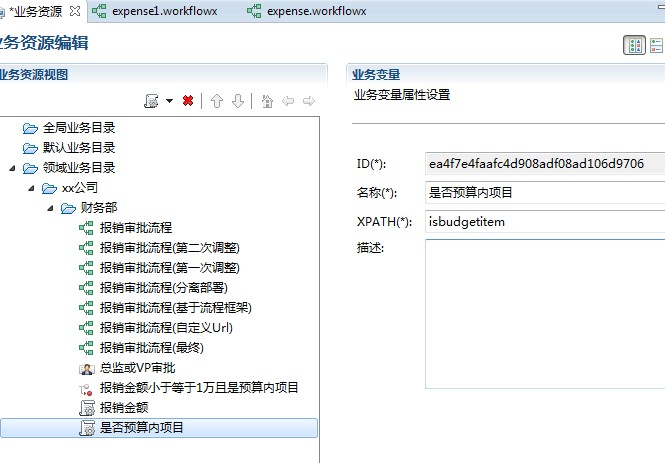 *业务资源
expense1.workflowx
expense.workflowx
业务资源编辑
业务资源视图
全局业务目录
默认业务目录
领域业务目录
xx公司
财务部
报销审批流程
报销审批流程(第二次调整)
报销审批流程(第一次调整)
报销审批流程(分离部署)
报销审批流程(基于流程框架)
报销审批流程(自定义Url)
报销审批流程(最终)
总监或VP审批
报销金额小于等于1万且是预算内项目
报销金额
是否预算内项目
业务变量
业务变量属性设置
ID(*): ea4f7e4faafc4d908adf08ad106d9706
名称(*): 是否预算内项目
XPATH(*): isbudgetitem
描述: